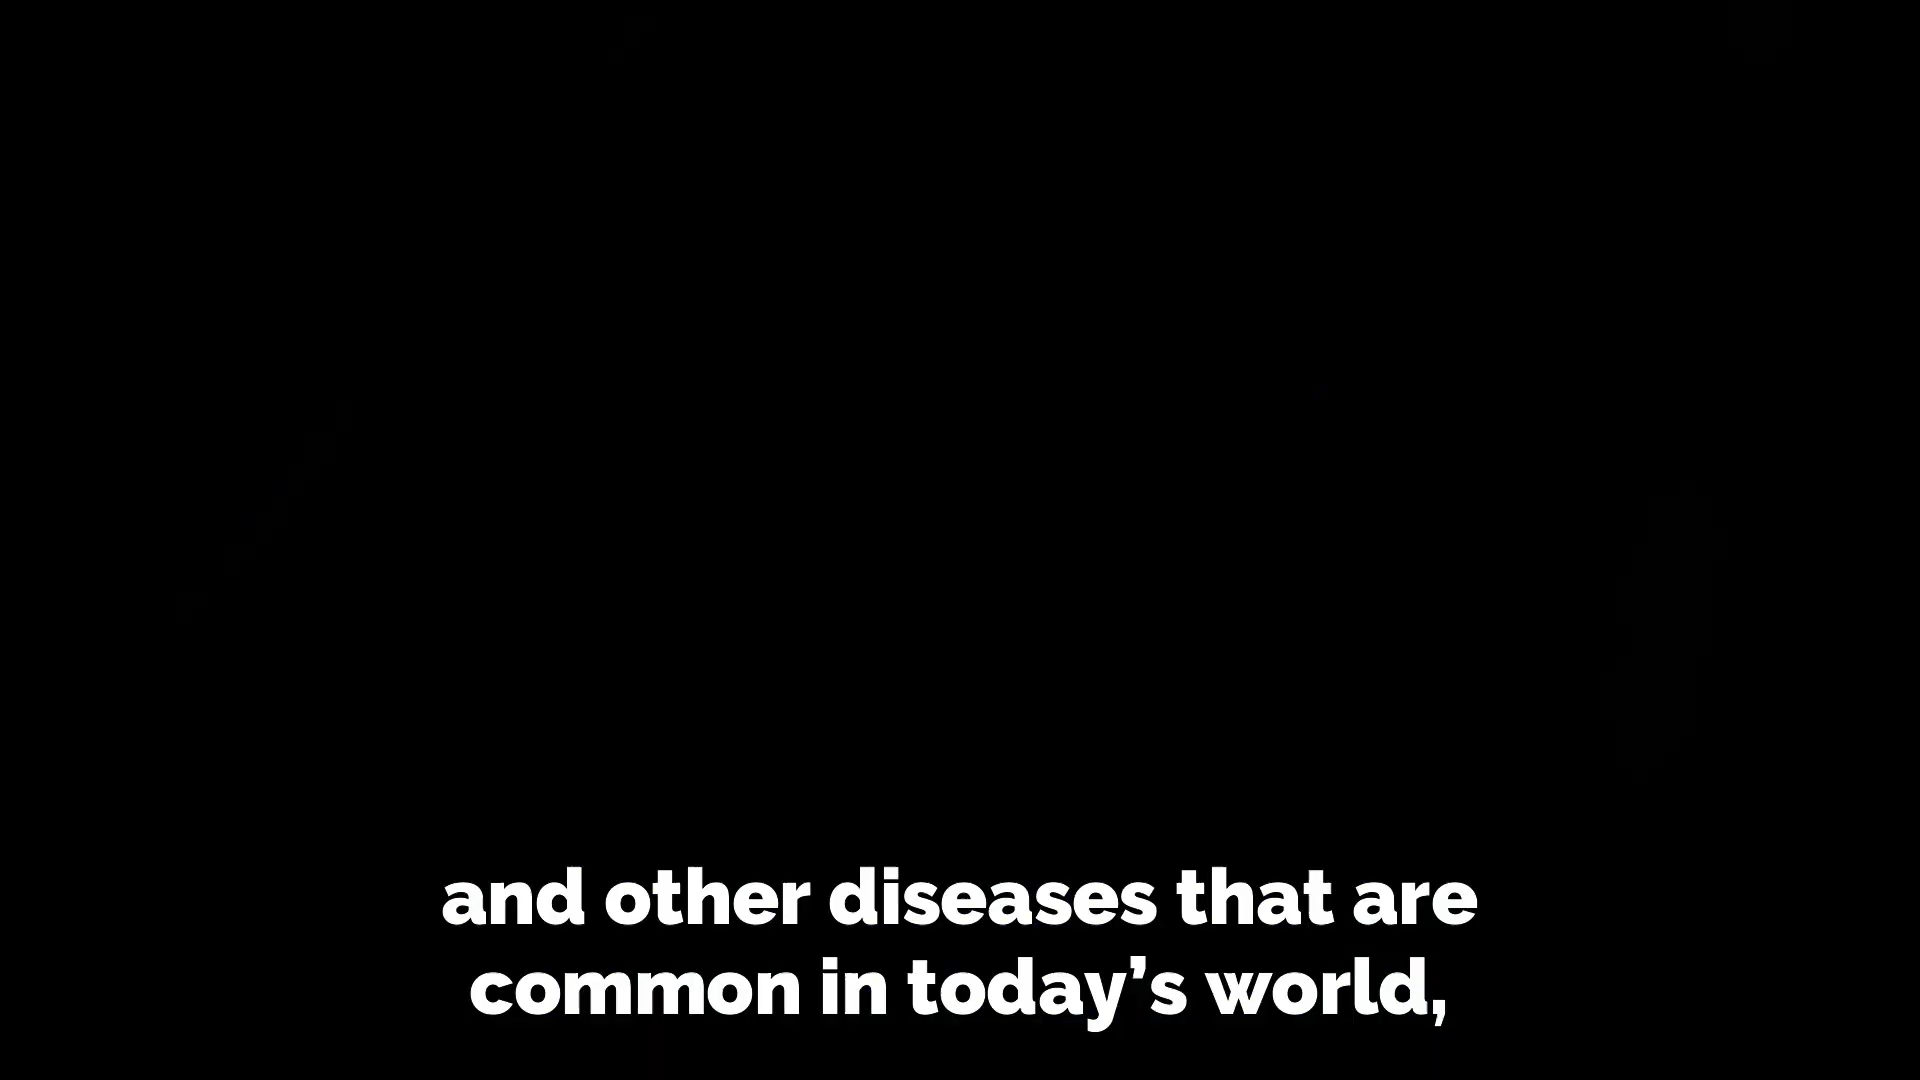 and other diseases that are
common in today’s world,